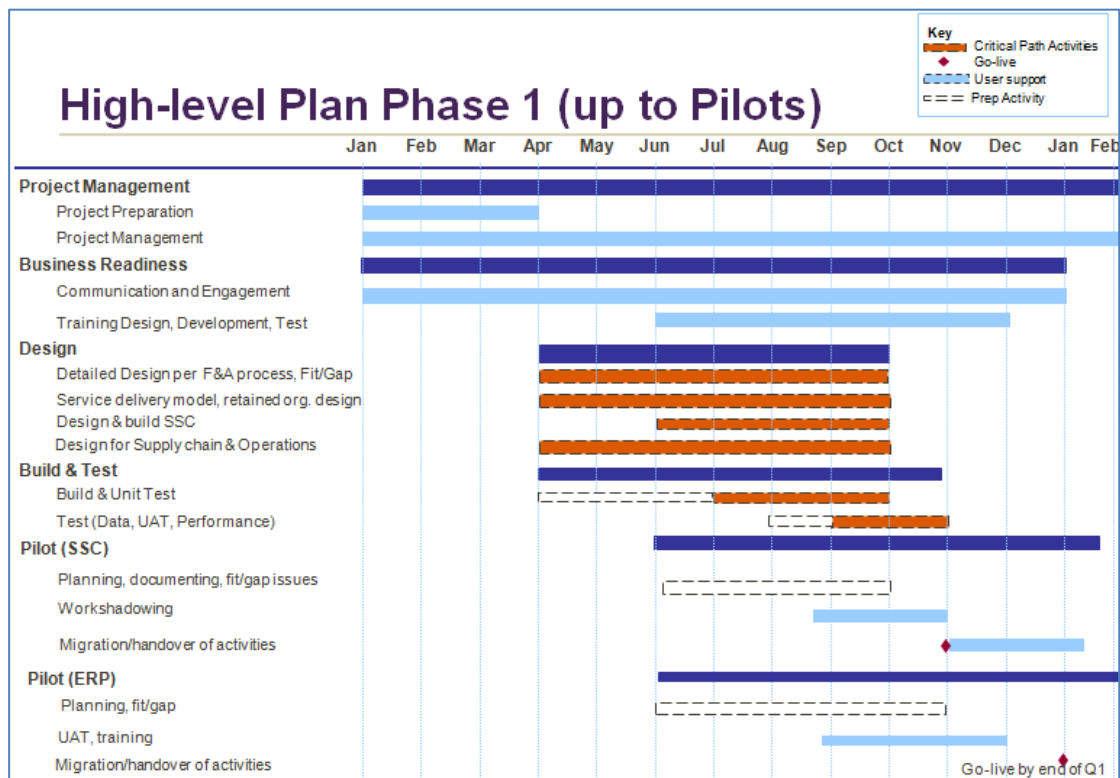 Key
Critical Path Activities
Go-live
User support
Prep Activity
High-level Plan Phase 1 (up to Pilots)
Jan Feb Mar Apr May Jun Jul Aug Sep Oct Nov Dec Jan Feb
Project Management
Project Preparation
Project Management
Business Readiness
Communication and Engagement
Training Design, Development, Test
Design
Detailed Design per F&A process, Fit/Gap
Service delivery model, retained org. design
Design & build SSC
Design for Supply chain & Operations
Build & Test
Build & Unit Test
Test (Data, UAT, Performance)
Pilot (SSC)
Planning, documenting, fit/gap issues
Workshadowing
Migration/handover of activities
Pilot (ERP)
Planning, fit/gap
UAT, training
Migration/handover of activities
Go-live by end of Q1